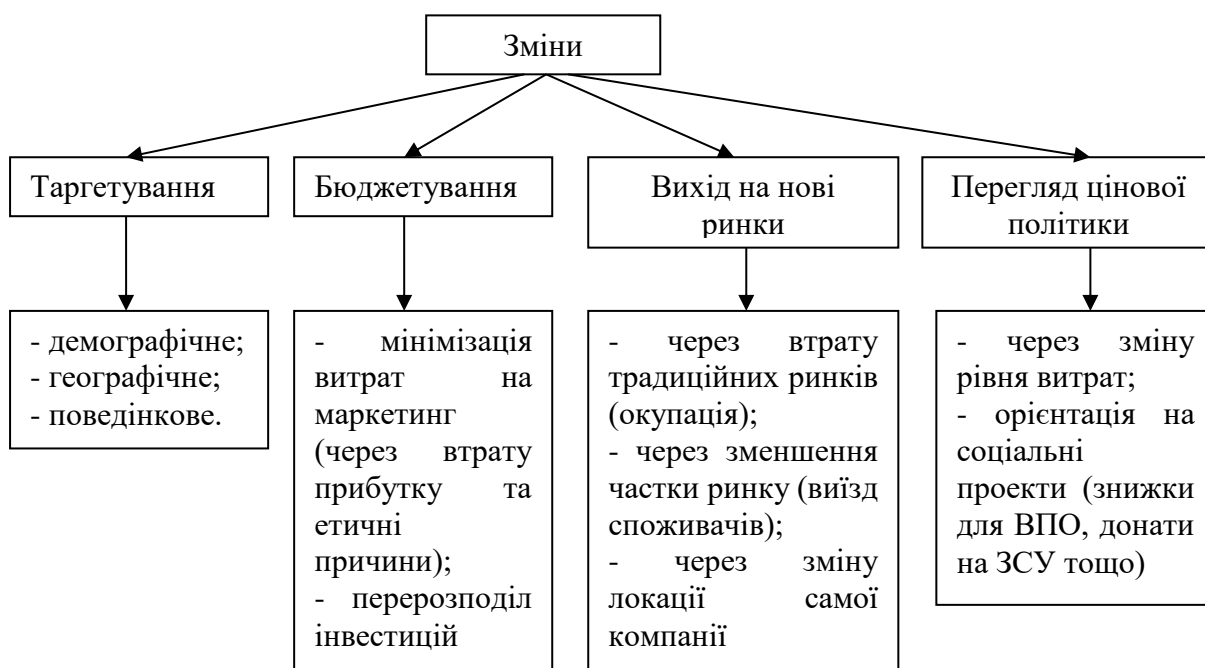 Зміни
Таргетування
Бюджетування
Вихід на нові
ринки
Перегляд цінової
політики
- демографічне;
- географічне;
- поведінкове.
- мінімізація
витрат на
маркетинг
(через втрату
прибутку та
етичні
причини);
- перерозподіл
інвестицій
- через втрату
традиційних ринків
(окупація);
- через зменшення
частки ринку (виїзд
споживачів);
- через зміну
локації самої
компанії
- через зміну
рівня витрат;
- орієнтація на
соціальні
проекти (знижки
для ВПО, донати
на ЗСУ тощо)